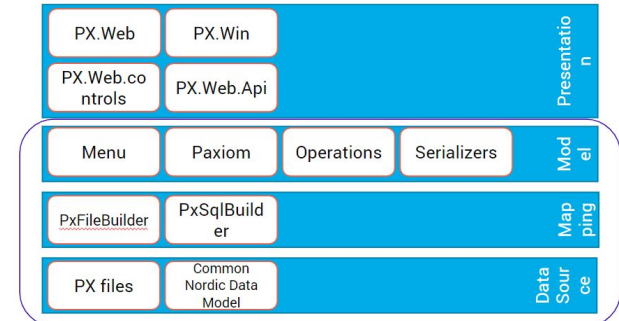 PX.Web
PX.Win
PX.Web.co
ntrols
PX.Web.Api
Presentatio
n
Menu
Paxiom
Operations
Serializers
Mod
el
PxFileBuilder
PxSqlBuild
er
Map
ping
PX files
Common
Nordic Data
Model
Data
Sour
ce